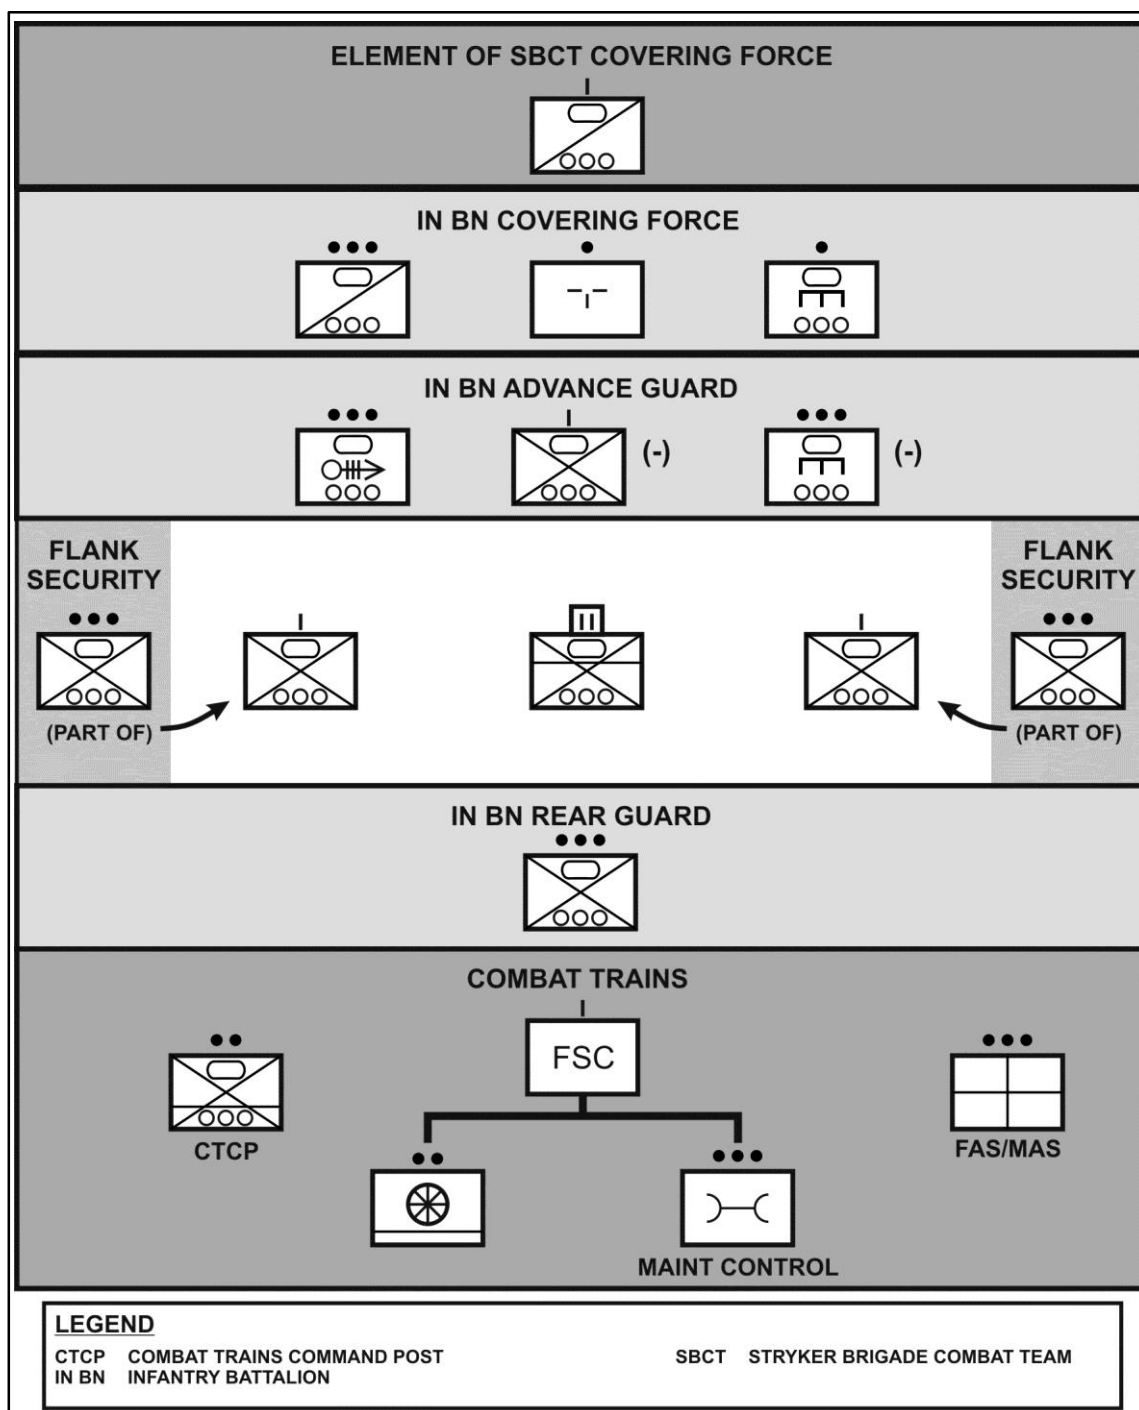 ELEMENT OF SBCT COVERING FORCE
IN BN COVERING FORCE
IN BN ADVANCE GUARD
(-)
(-)
FLANK
SECURITY
(PART OF)
FLANK
SECURITY
(PART OF)
IN BN REAR GUARD
COMBAT TRAINS
FSC
CTCP
FAS/MAS
MAINT CONTROL
LEGEND
CTCP COMBAT TRAINS COMMAND POST
IN BN INFANTRY BATTALION
SBCT STRYKER BRIGADE COMBAT TEAM